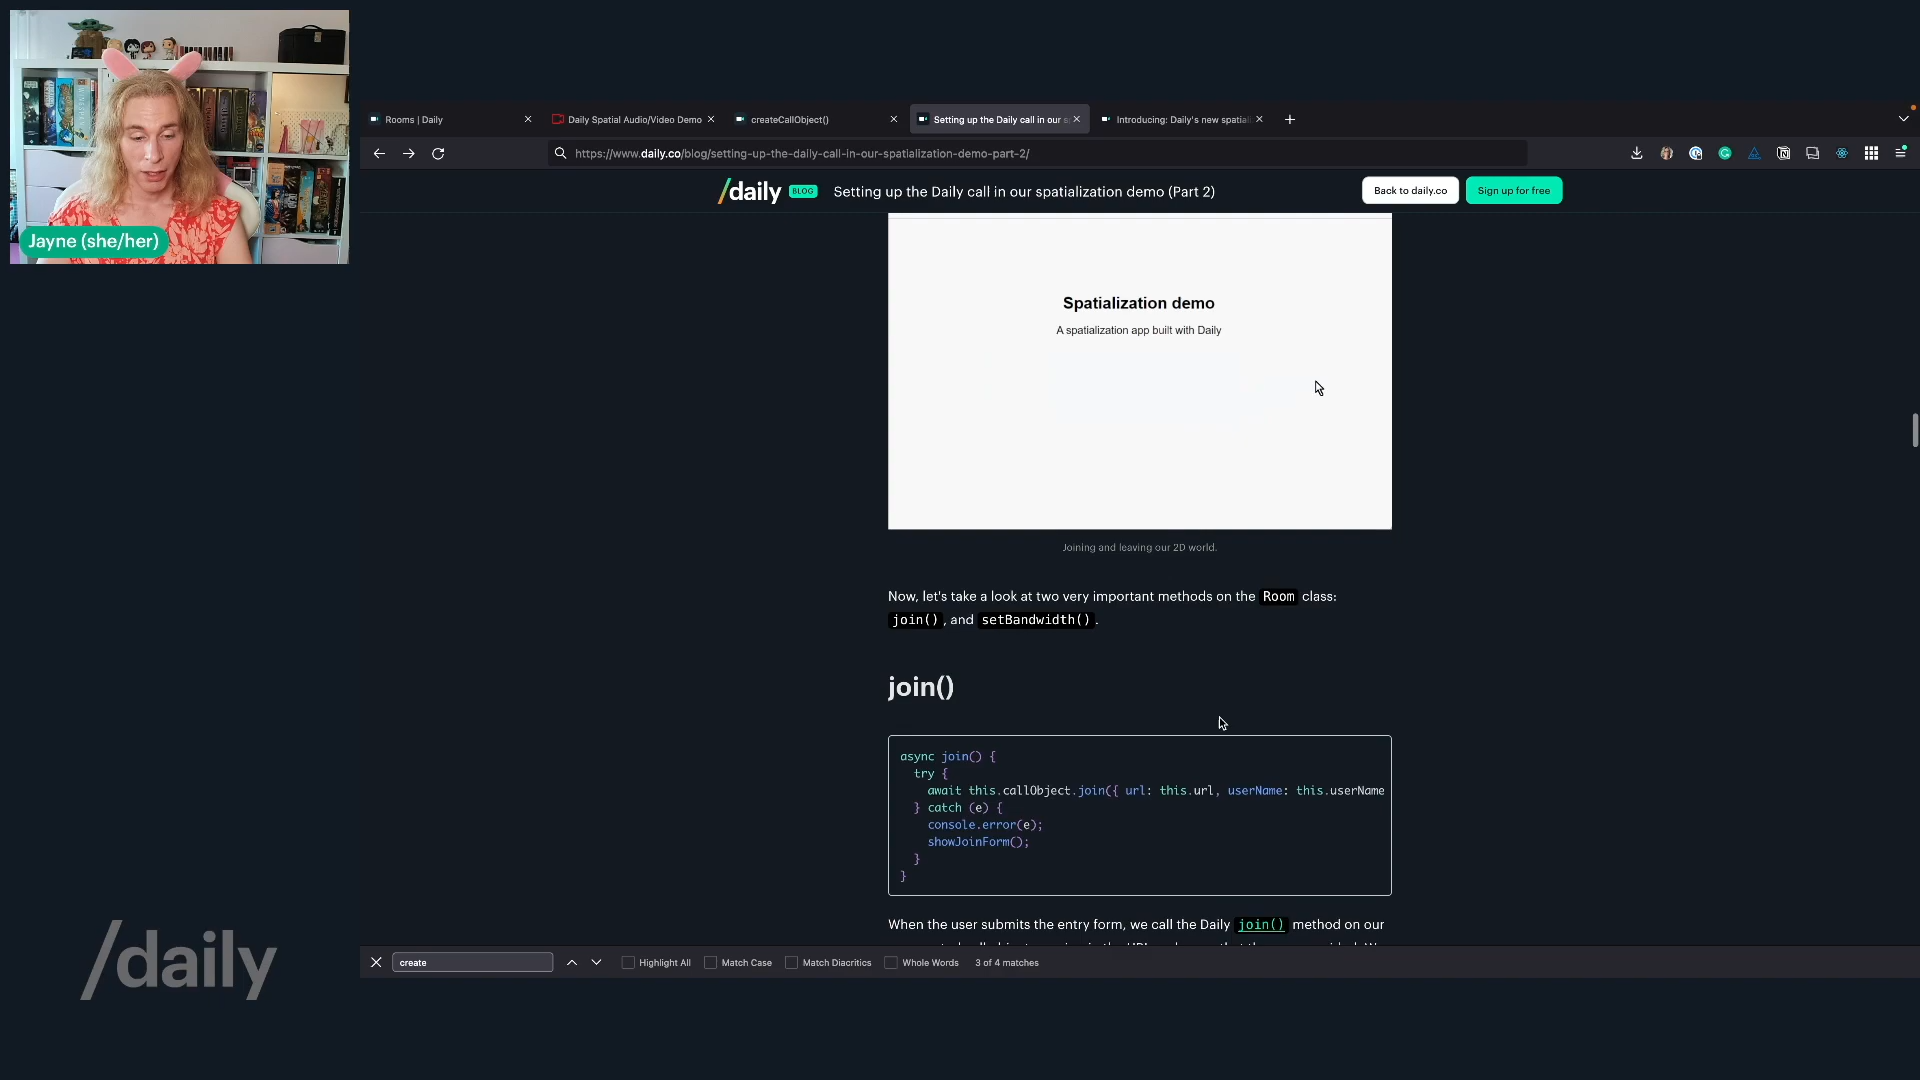 Jayne (she/her)
Rooms | Daily
Daily Spatial Audio/Video Demo
createCallObject()
Setting up the Daily call in our s
Introducing: Daily's new spatial
https://www.daily.co/blog/setting-up-the-daily-call-in-our-spatialization-demo-part-2/
/daily BLOG Setting up the Daily call in our spatialization demo (Part 2)
Back to daily.co
Sign up for free
Spatialization demo
A spatialization app built with Daily
Joining and leaving our 2D world.
Now, let's take a look at two very important methods on the Room class:
join(), and setBandwidth().
join()
async join() {
try {
await this.callObject.join({ url: this.url, userName: this.userName
} catch (e) {
console.error(e);
showJoinForm();
}
}
When the user submits the entry form, we call the Daily join() method on our
create
Highlight All
Match Case
Match Diacritics
Whole Words
3 of 4 matches
/daily